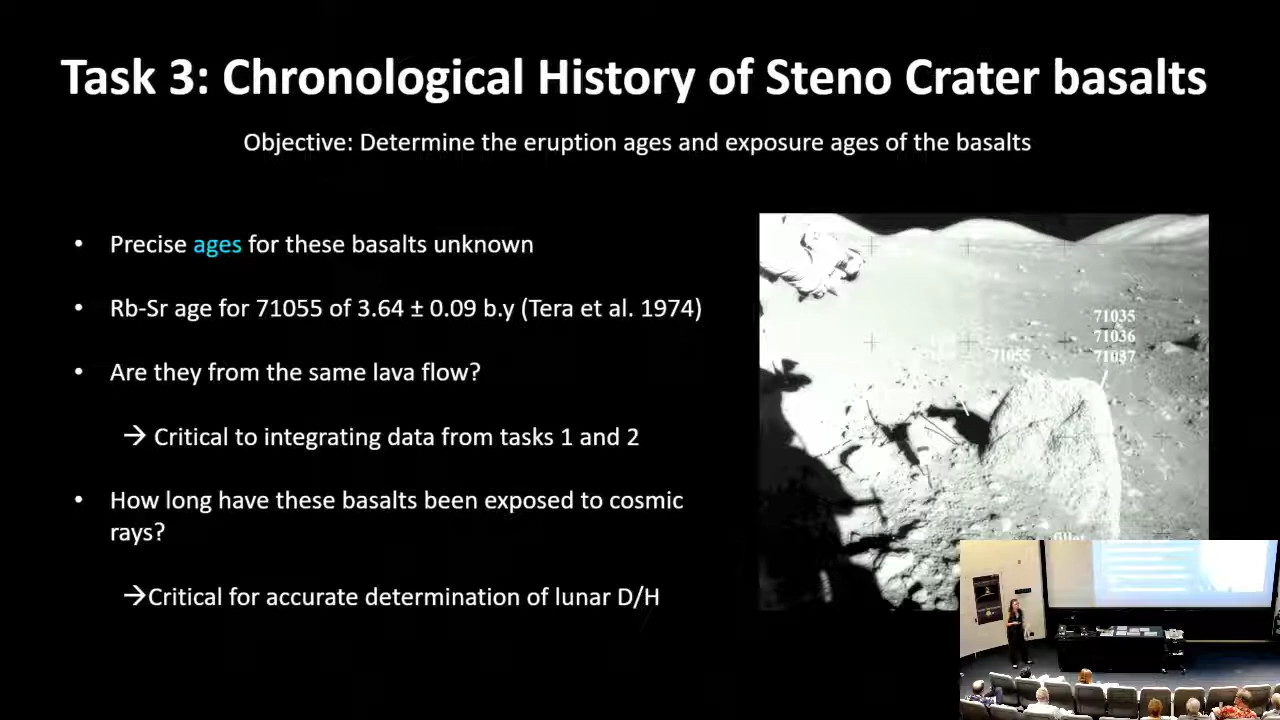 Task 3: Chronological History of Steno Crater basalts
Objective: Determine the eruption ages and exposure ages of the basalts
• Precise ages for these basalts unknown
• Rb-Sr age for 71055 of 3.64 ± 0.09 b.y (Tera et al. 1974)
• Are they from the same lava flow?
→ Critical to integrating data from tasks 1 and 2
• How long have these basalts been exposed to cosmic
rays?
→Critical for accurate determination of lunar D/H
71035
71036
71055
71037
fillet